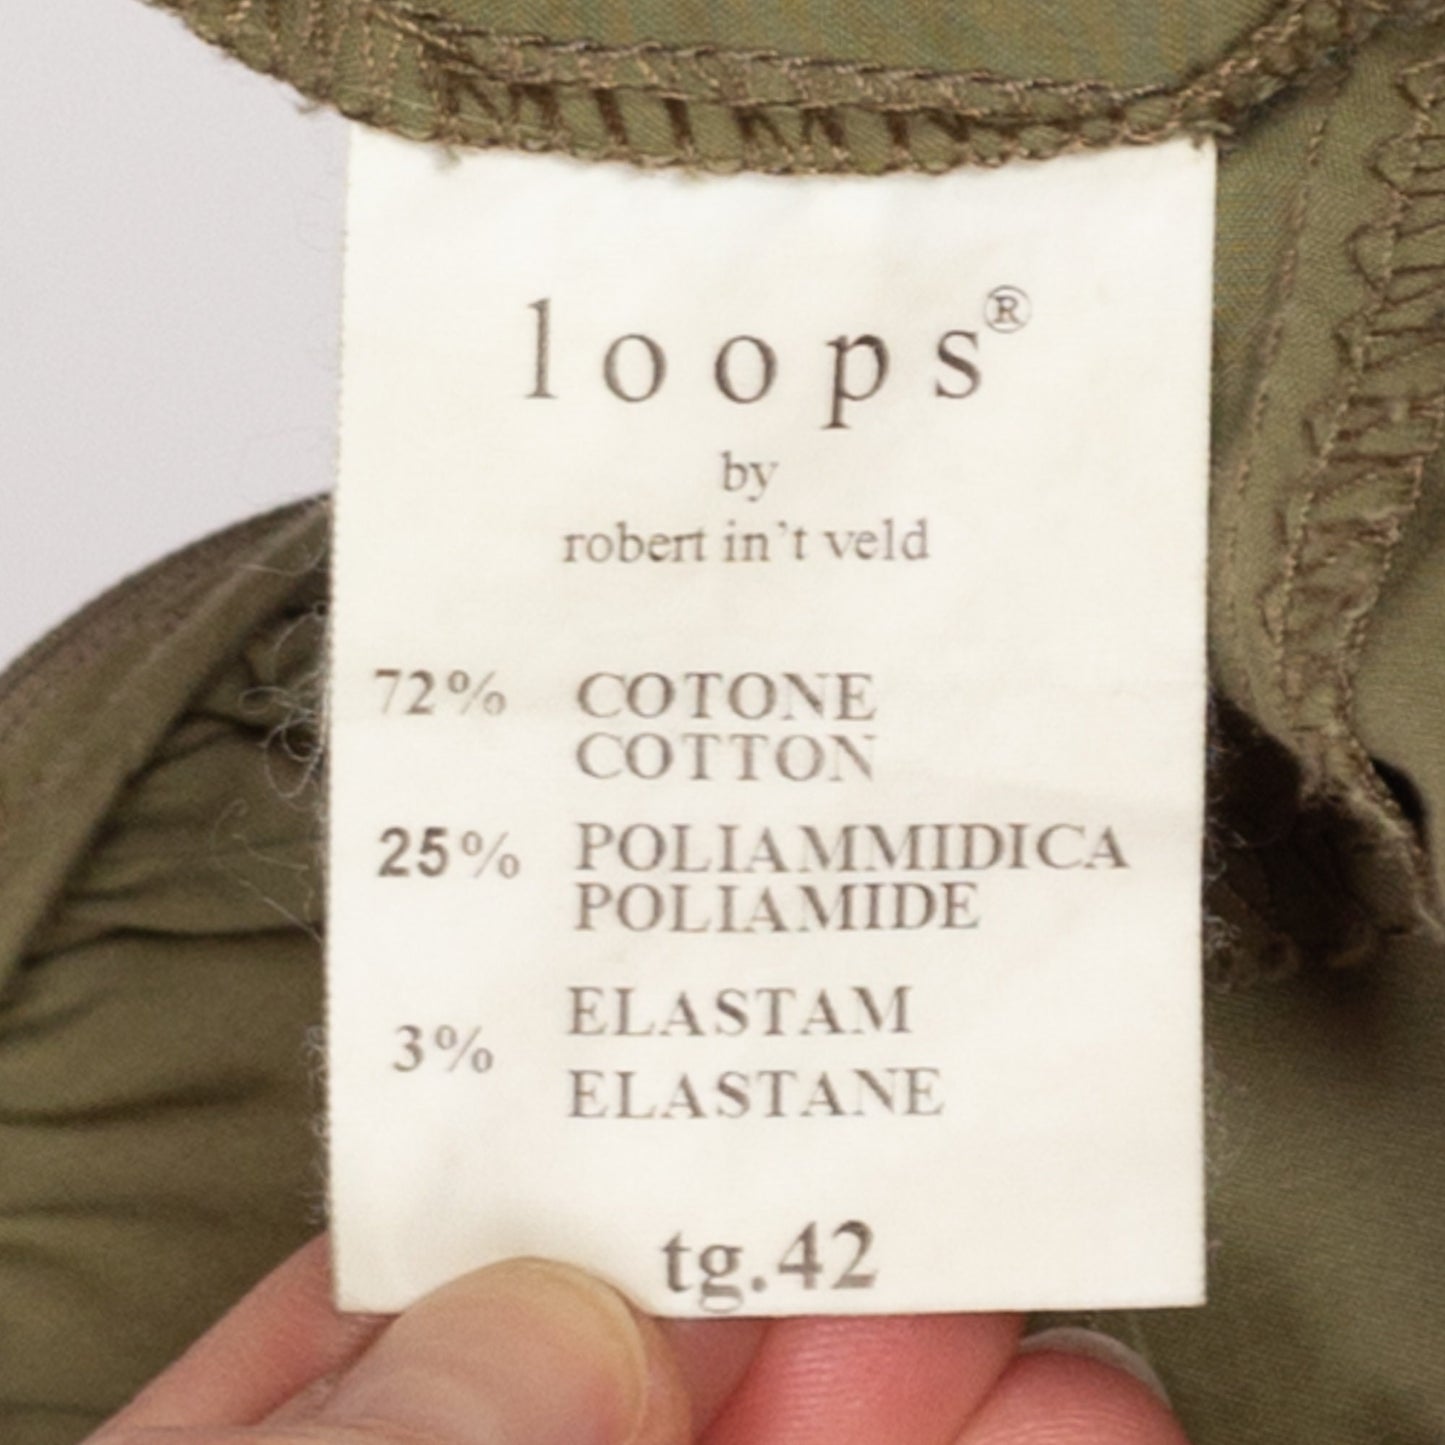 loops®
by
robert in't veld
72% COTONE
COTTON
25% POLIAMMIDICA
POLIAMIDE
3% ELASTAM
ELASTANE
tg.42